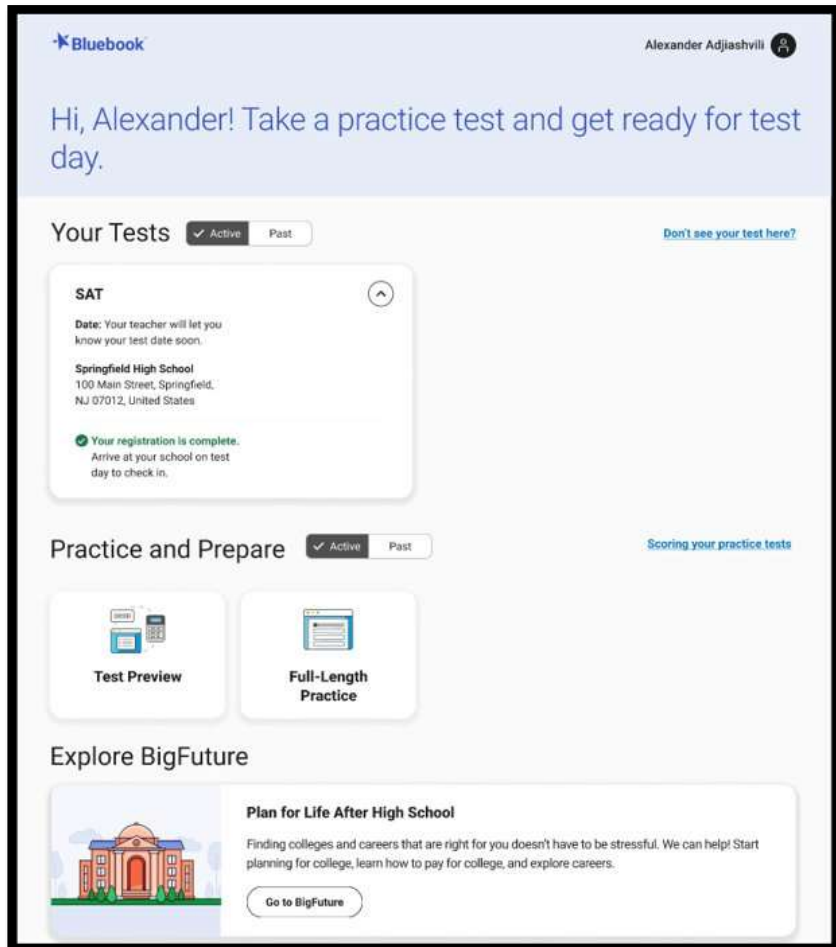 Bluebook
Alexander Adjiashvili
Hi, Alexander! Take a practice test and get ready for test
day.
Your Tests
Active
Past
Don't see your test here?
SAT
Date: Your teacher will let you
know your test date soon.
Springfield High School
100 Main Street, Springfield,
NJ 07012, United States
Your registration is complete.
Arrive at your school on test
day to check in.
Practice and Prepare
Active
Past
Scoring your practice tests
Test Preview
Full-Length
Practice
Explore BigFuture
Plan for Life After High School
Finding colleges and careers that are right for you doesn't have to be stressful. We can help! Start
planning for college, learn how to pay for college, and explore careers.
Go to BigFuture